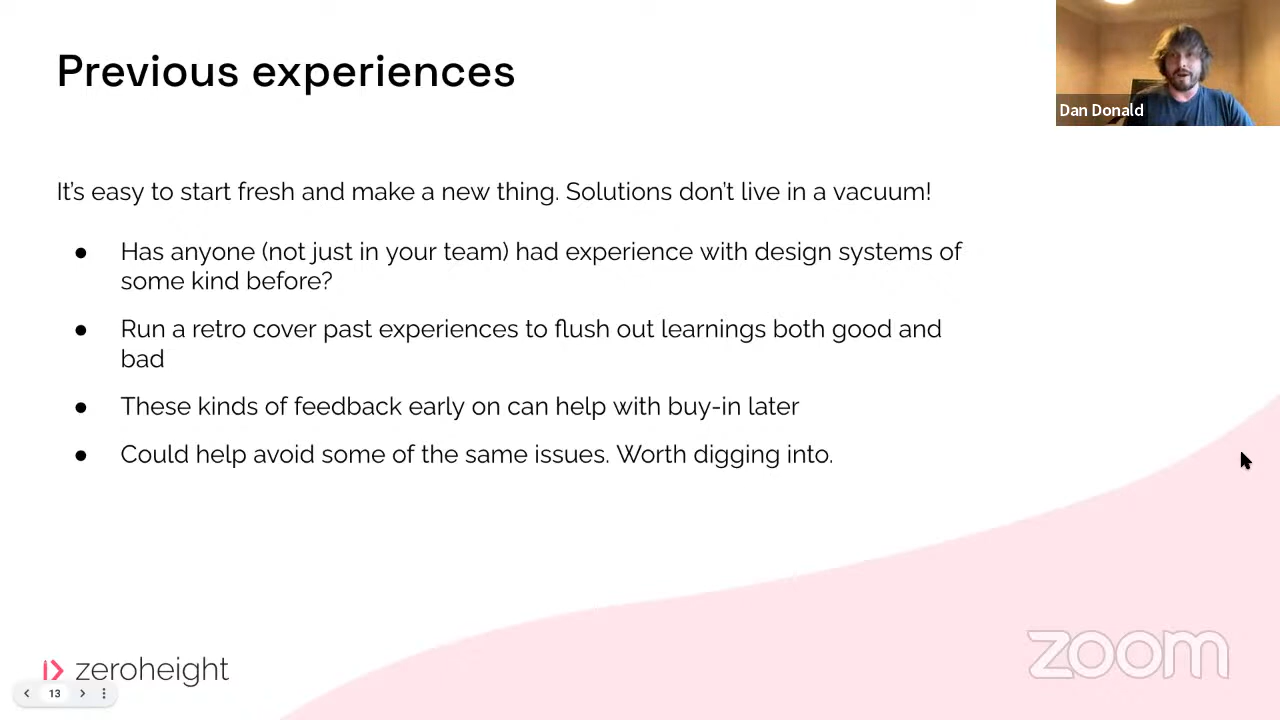 Previous experiences
Dan Donald
It's easy to start fresh and make a new thing. Solutions don't live in a vacuum!
● Has anyone (not just in your team) had experience with design systems of
some kind before?
● Run a retro cover past experiences to flush out learnings both good and
bad
● These kinds of feedback early on can help with buy-in later
● Could help avoid some of the same issues. Worth digging into.
zeroheight
13
zoom